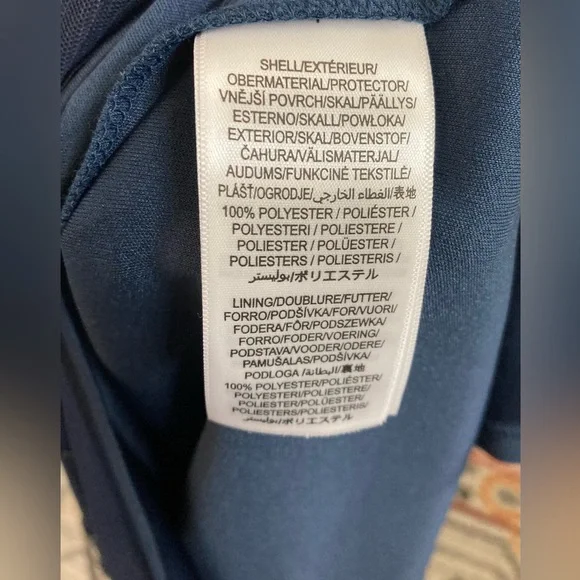 SHELL/EXTÉRIEUR/
OBERMATERIAL/PROTECTOR/
VNĚJŠÍ POVRCH/SKAL/PÄÄLLYS/
ESTERNO/SKALL/POWŁOKA/
EXTERIOR/SKAL/BOVENSTOF/
ČAHURA/VÄLISMATERJAL/
AUDUMS/FUNKCINĖ TEKSTILĖ/
PLÁŠŤ/OGRODJE/الغطاء الخارجي/表地
100% POLYESTER / POLIÉSTER /
POLYESTERI / POLIESTERE /
POLIESTER / POLÜESTER /
POLIESTERS / POLIESTERIS /
بوليستر/ポリエステル
LINING/DOUBLURE/FUTTER/
FORRO/PODŠÍVKA/FOR/VUORI/
FODERA/FÔR/PODSZEWKA/
FORRO/FODER/VOERING/
PODSTAVA/VOODER/ODERE/
PAMUŠALAS/PODŠÍVKA/
PODLOGA /البطانة/裏地
100% POLYESTER/POLIÉSTER/
POLYESTERI/POLIESTERE/
POLIESTER/POLÜESTER/
POLIESTERS/POLIESTERIS/
بوليستر/ポリエステル